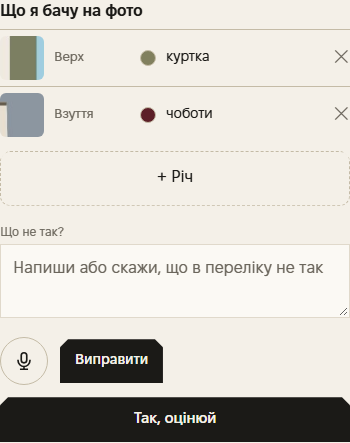 Що я бачу на фото
Верх куртка
Взуття чоботи
+ Річ
Що не так?
Напиши або скажи, що в переліку не так
Виправити
Так, оцінюй